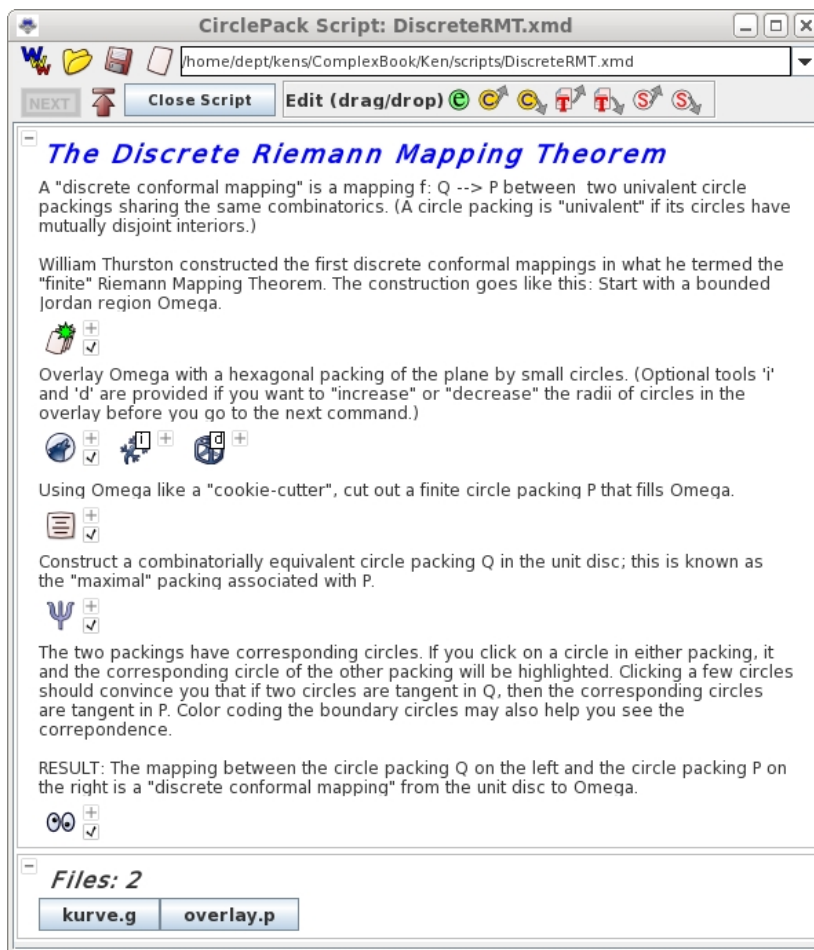 CirclePack Script: DiscreteRMT.xmd
/home/dept/kens/ComplexBook/Ken/scripts/DiscreteRMT.xmd
NEXT Close Script Edit (drag/drop) e C C T T S S
The Discrete Riemann Mapping Theorem
A "discrete conformal mapping" is a mapping f: Q --> P between two univalent circle
packings sharing the same combinatorics. (A circle packing is "univalent" if its circles have
mutually disjoint interiors.)
William Thurston constructed the first discrete conformal mappings in what he termed the
"finite" Riemann Mapping Theorem. The construction goes like this: Start with a bounded
Jordan region Omega.
Overlay Omega with a hexagonal packing of the plane by small circles. (Optional tools 'i'
and 'd' are provided if you want to "increase" or "decrease" the radii of circles in the
overlay before you go to the next command.)
i d
Using Omega like a "cookie-cutter", cut out a finite circle packing P that fills Omega.
Construct a combinatorially equivalent circle packing Q in the unit disc; this is known as
the "maximal" packing associated with P.
Ψ
The two packings have corresponding circles. If you click on a circle in either packing, it
and the corresponding circle of the other packing will be highlighted. Clicking a few circles
should convince you that if two circles are tangent in Q, then the corresponding circles
are tangent in P. Color coding the boundary circles may also help you see the
correpondence.
RESULT: The mapping between the circle packing Q on the left and the circle packing P on
the right is a "discrete conformal mapping" from the unit disc to Omega.
Files: 2
kurve.g overlay.p